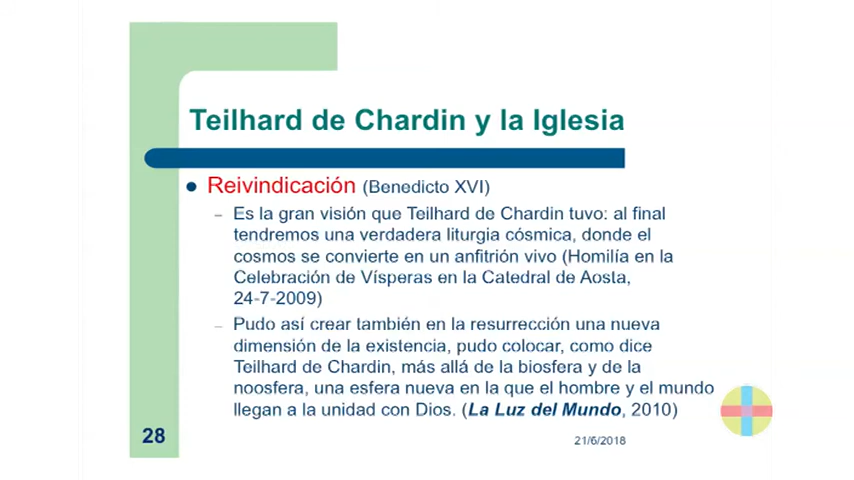 Teilhard de Chardin y la Iglesia
Reivindicación (Benedicto XVI)
– Es la gran visión que Teilhard de Chardin tuvo: al final
tendremos una verdadera liturgia cósmica, donde el
cosmos se convierte en un anfitrión vivo (Homilía en la
Celebración de Vísperas en la Catedral de Aosta,
24-7-2009)
– Pudo así crear también en la resurrección una nueva
dimensión de la existencia, pudo colocar, como dice
Teilhard de Chardin, más allá de la biosfera y de la
noosfera, una esfera nueva en la que el hombre y el mundo
llegan a la unidad con Dios. (La Luz del Mundo, 2010)
28
21/6/2018